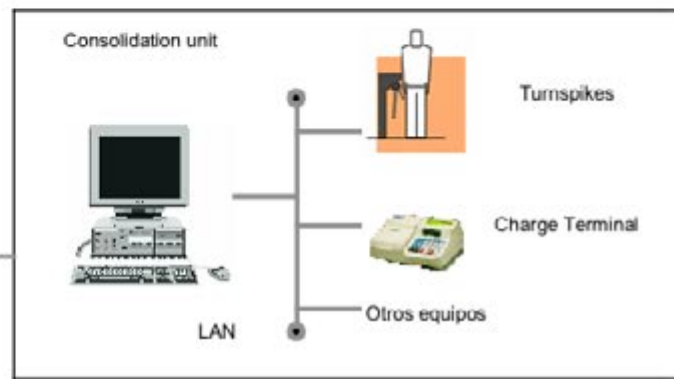 Consolidation unit
Turnspikes
Charge Terminal
Otros equipos
LAN